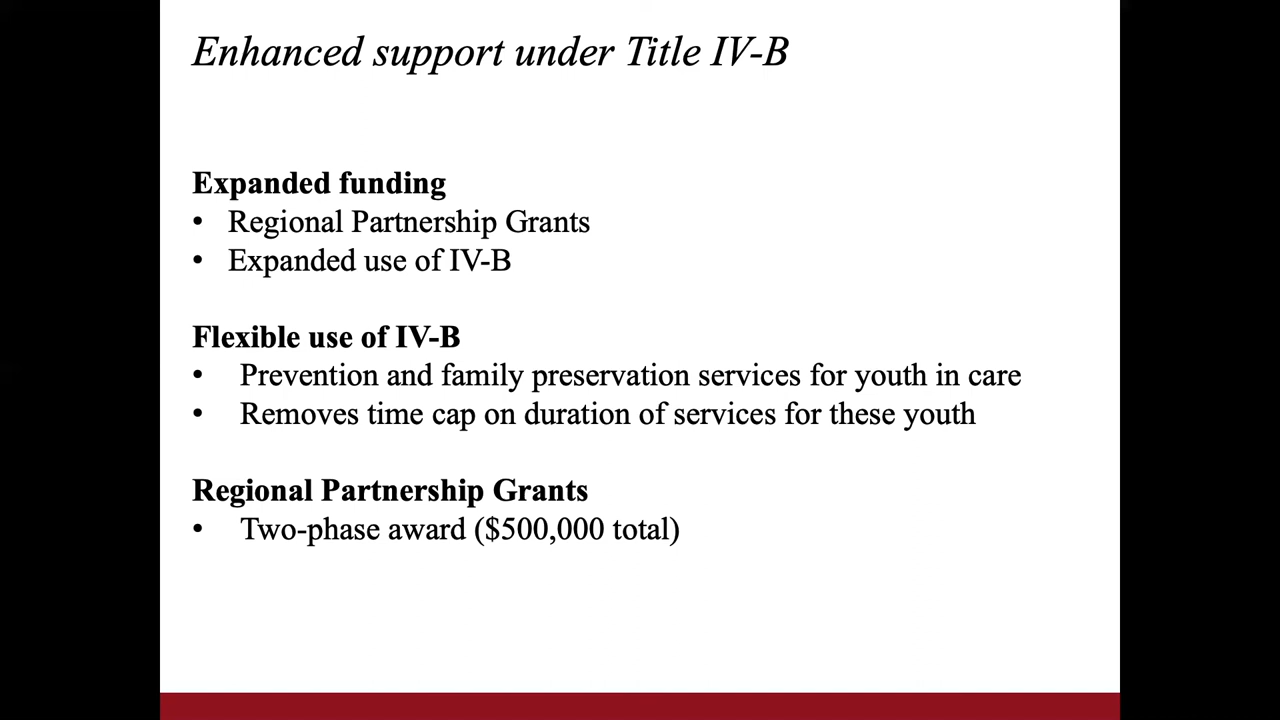 Enhanced support under Title IV-B
Expanded funding
• Regional Partnership Grants
• Expanded use of IV-B
Flexible use of IV-B
• Prevention and family preservation services for youth in care
• Removes time cap on duration of services for these youth
Regional Partnership Grants
• Two-phase award ($500,000 total)